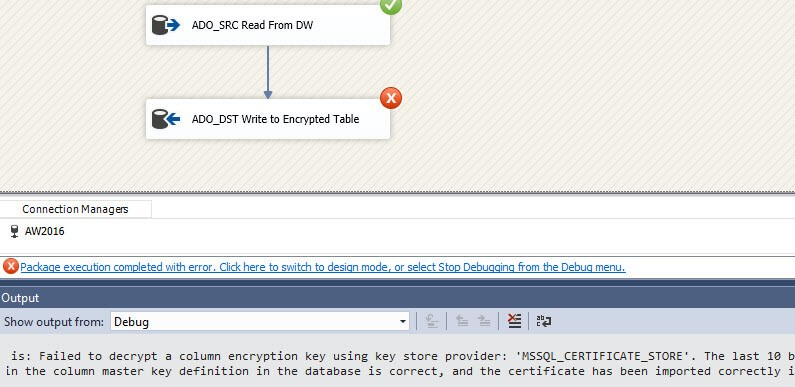 ADO_SRC Read From DW
ADO_DST Write to Encrypted Table
Connection Managers
AW2016
Package execution completed with error. Click here to switch to design mode, or select Stop Debugging from the Debug menu.
Output
Show output from: Debug
is: Failed to decrypt a column encryption key using key store provider: 'MSSQL_CERTIFICATE_STORE'. The last 10 b
in the column master key definition in the database is correct, and the certificate has been imported correctly i